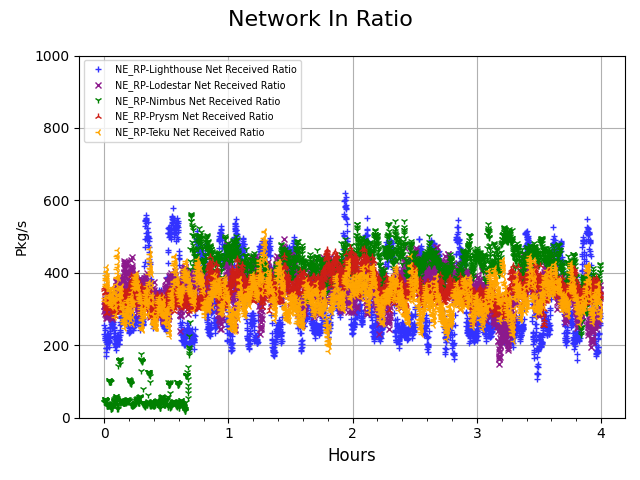 Network In Ratio
1000
800
600
400
200
0
Pkg/s
NE_RP-Lighthouse Net Received Ratio
NE_RP-Lodestar Net Received Ratio
NE_RP-Nimbus Net Received Ratio
NE_RP-Prysm Net Received Ratio
NE_RP-Teku Net Received Ratio
0 1 2 3 4
Hours